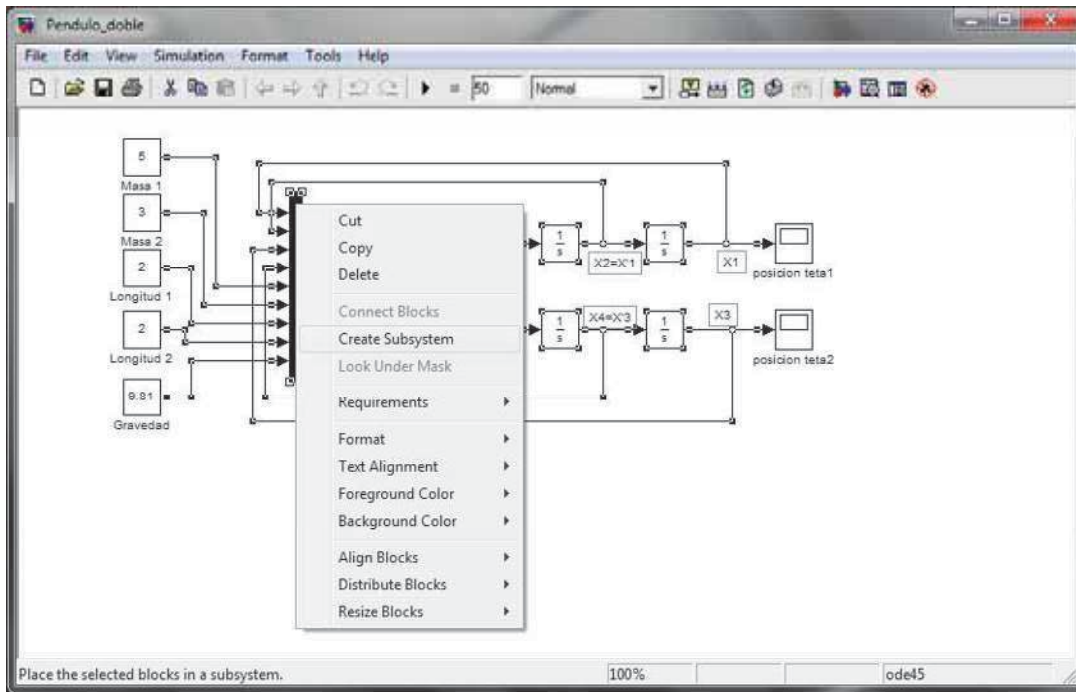 Pendulo_doble
File Edit View Simulation Format Tools Help
50 Normal
5
Masa 1
3
Masa 2
2
Longitud 1
2
Longitud 2
9.81
Gravedad
Cut
Copy
Delete
Connect Blocks
Create Subsystem
Look Under Mask
Requirements
Format
Text Alignment
Foreground Color
Background Color
Align Blocks
Distribute Blocks
Resize Blocks
1
s
X2=X'1
1
s
X1
posicion teta1
1
s
X4=X'3
1
s
X3
posicion teta2
Place the selected blocks in a subsystem. 100% ode45